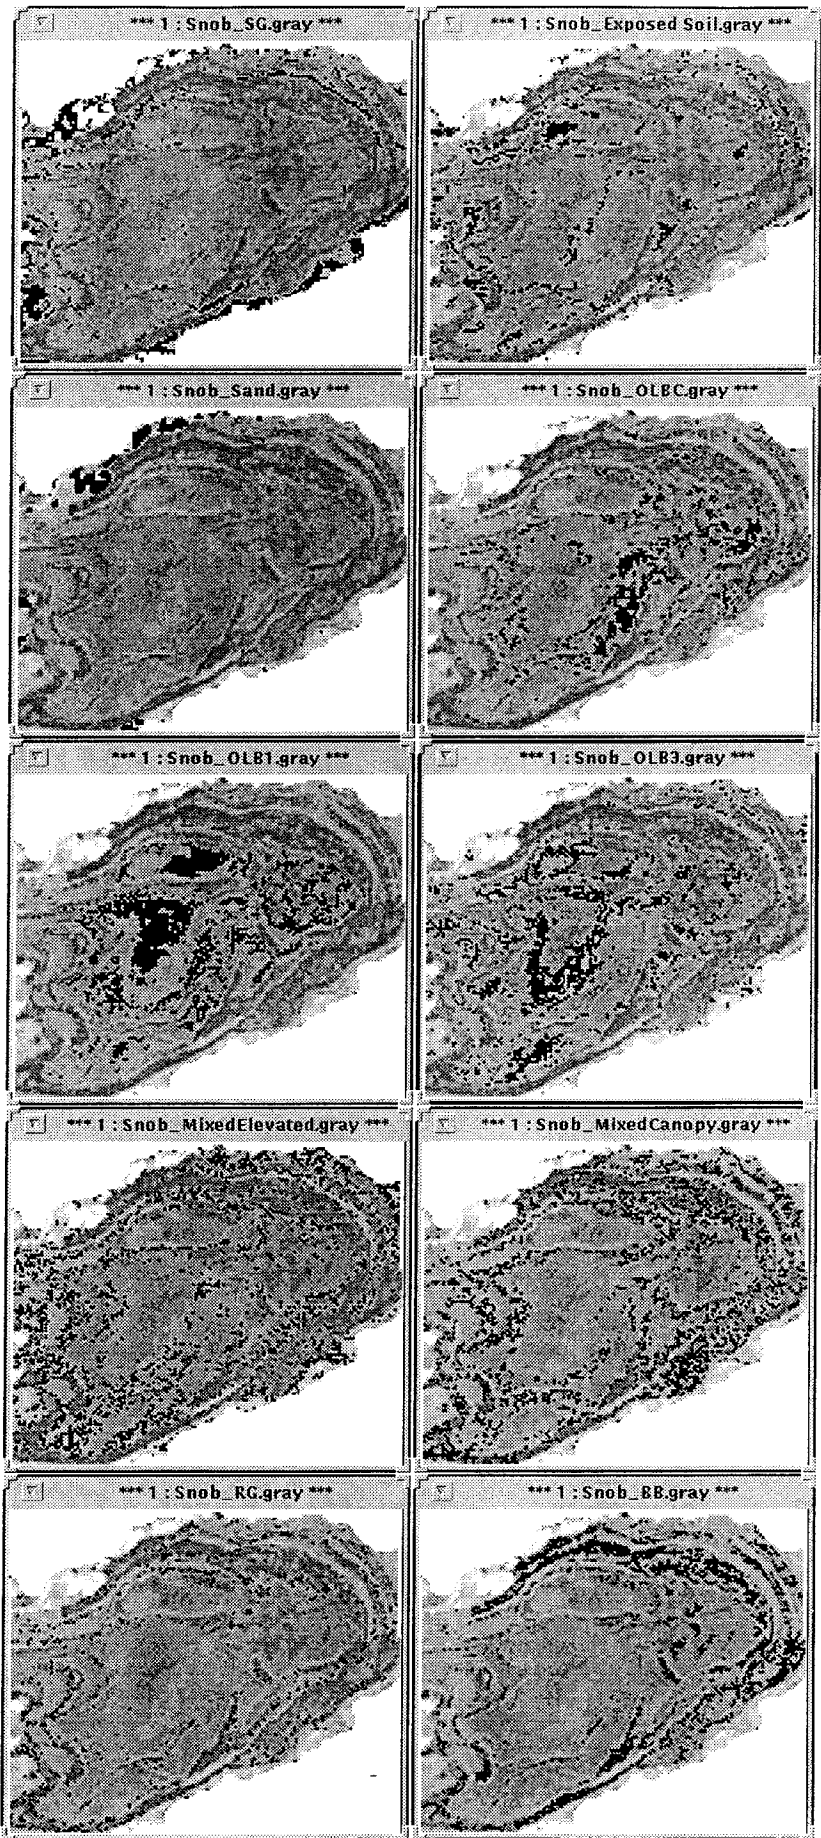 *** 1 : Snob_SG.gray ***
*** 1 : Snob_Exposed Soil.gray ***
*** 1 : Snob_Sand.gray ***
*** 1 : Snob_OLBC.gray ***
*** 1 : Snob_OLB1.gray ***
*** 1 : Snob_OLB3.gray ***
*** 1 : Snob_MixedElevated.gray ***
*** 1 : Snob_MixedCanopy.gray ***
*** 1 : Snob_RG.gray ***
*** 1 : Snob_BB.gray ***